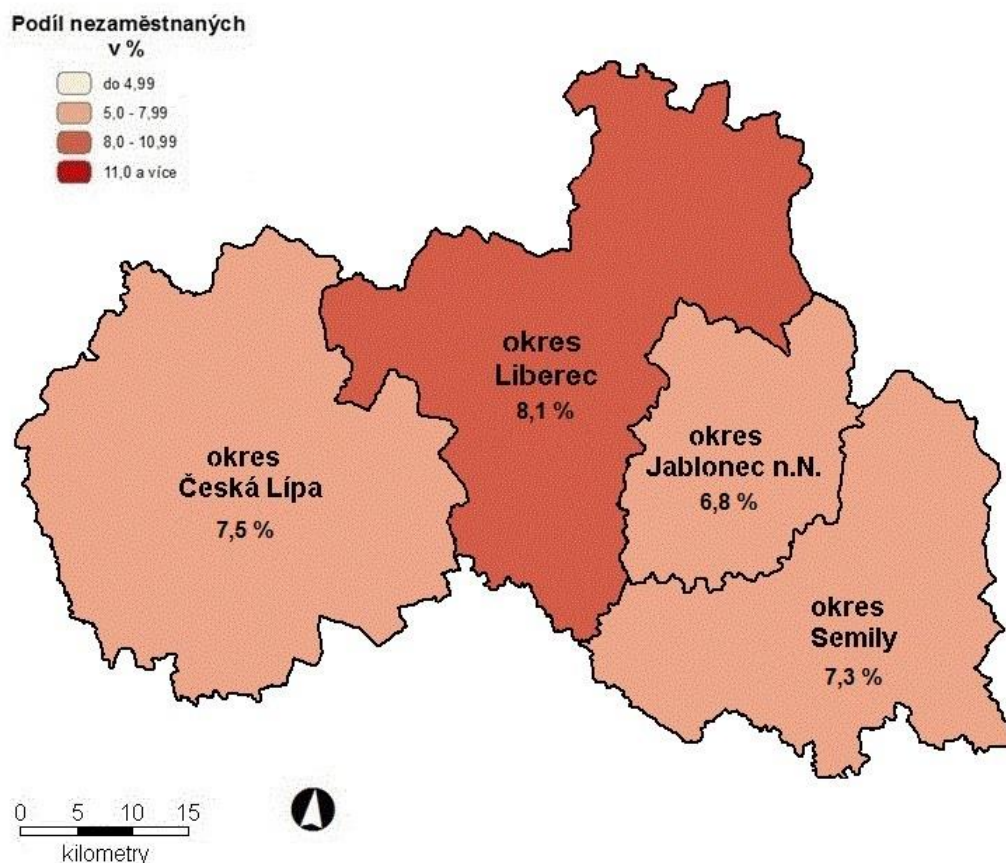 Podíl nezaměstnaných
v %
do 4,99
5,0 - 7,99
8,0 - 10,99
11,0 a více
okres
Liberec
8,1 %
okres
Jablonec n.N.
6,8 %
okres
Česká Lípa
7,5 %
okres
Semily
7,3 %
0 5 10 15
kilometry